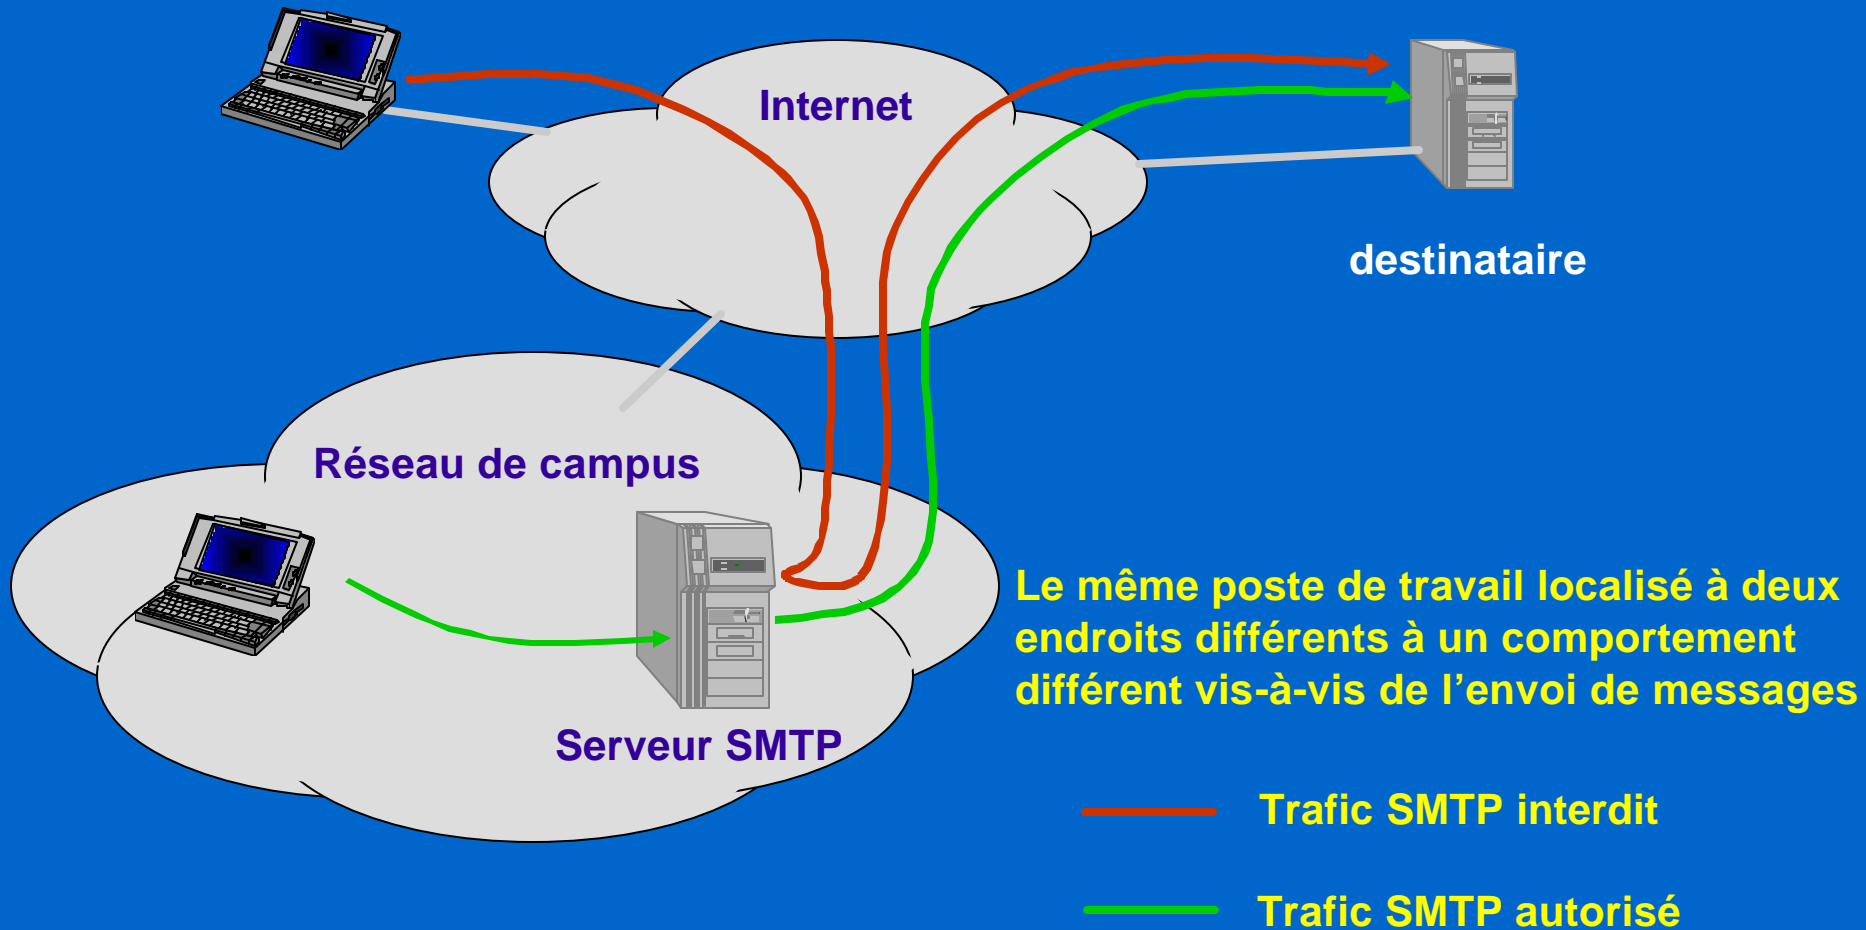 Internet
destinataire
Réseau de campus
Serveur SMTP
Le même poste de travail localisé à deux
endroits différents à un comportement
différent vis-à-vis de l'envoi de messages
Trafic SMTP interdit
Trafic SMTP autorisé